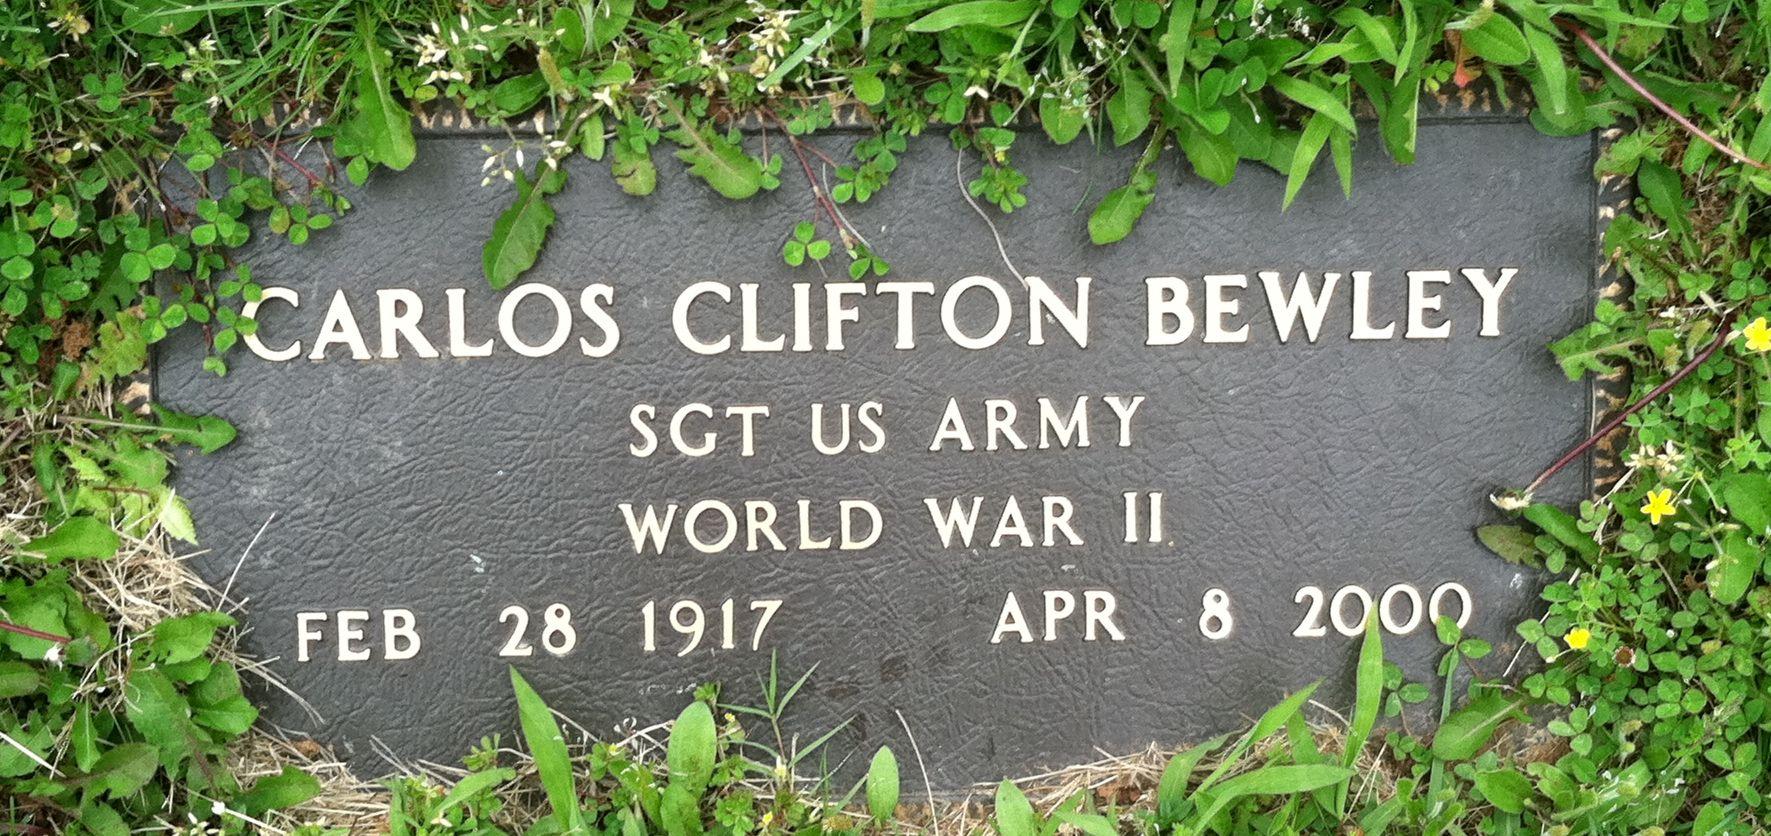 CARLOS CLIFTON BEWLEY
SGT US ARMY
WORLD WAR II
FEB 28 1917 APR 8 2000